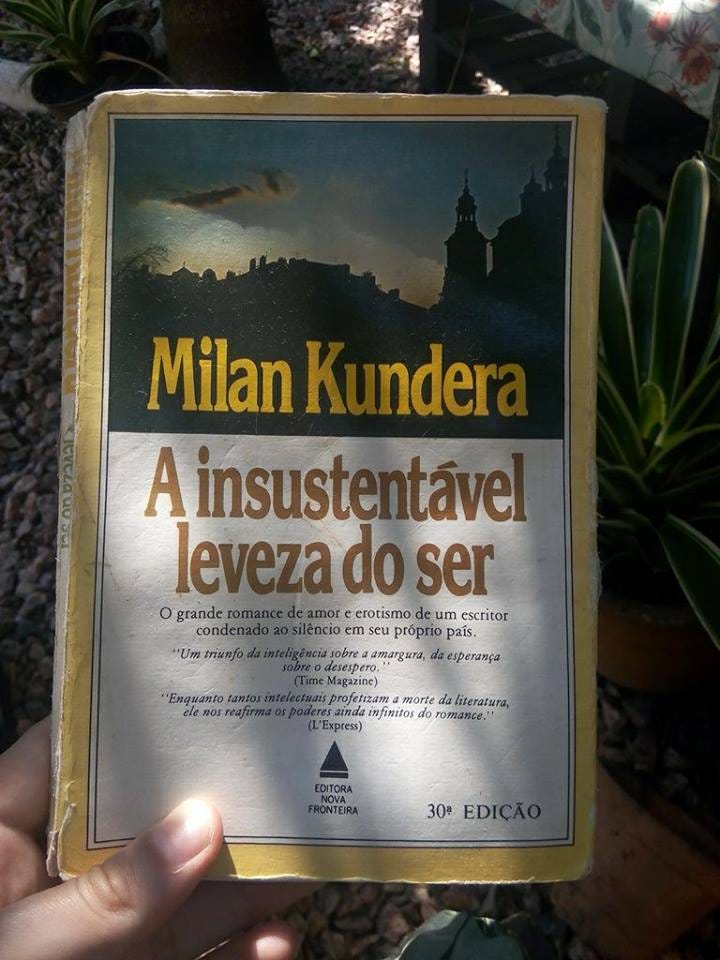 Milan Kundera
A insustentável
leveza do ser
O grande romance de amor e erotismo de um escritor
condenado ao silêncio em seu próprio país.
"Um triunfo da inteligência sobre a amargura, da esperança
sobre o desespero."
(Time Magazine)
"Enquanto tantos intelectuais profetizam a morte da literatura,
ele nos reafirma os poderes ainda infinitos do romance."
(L'Express)
EDITORA
NOVA
FRONTEIRA
30ª EDIÇÃO